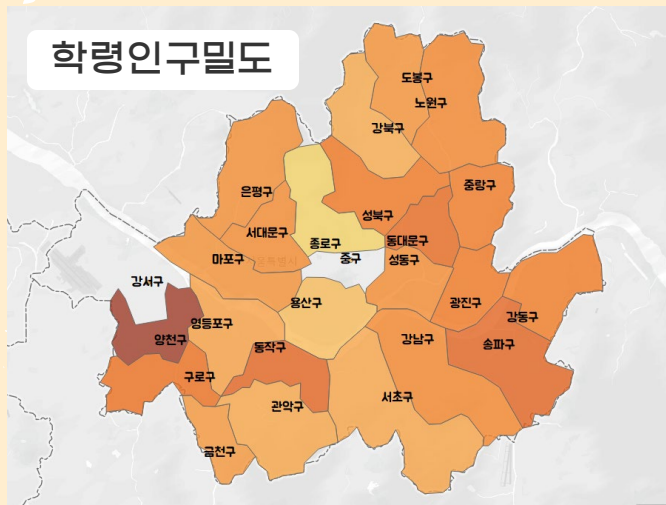 학령인구밀도
도봉구
노원구
강북구
은평구
중랑구
성북구
서대문구
동대문구
종로구
마포구
중구
성동구
강서구
용산구
광진구
영등포구
강동구
양천구
동작구
강남구
송파구
구로구
서초구
관악구
금천구